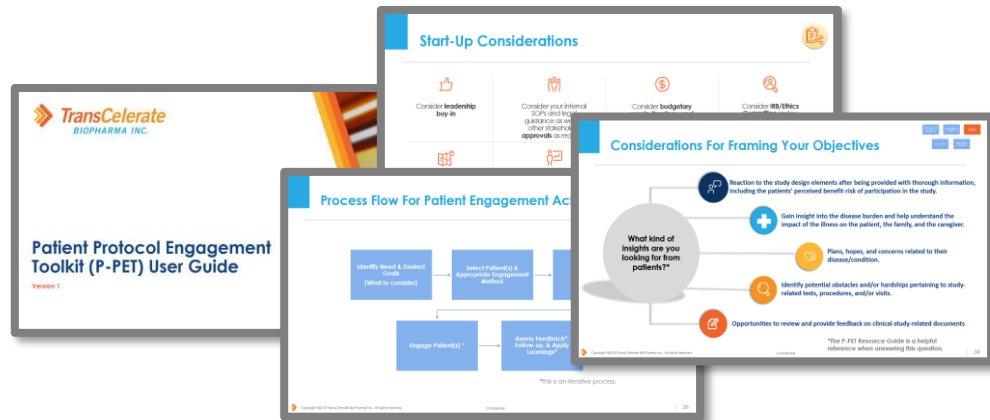 TransCelerate
BIOPHARMA INC.
Patient Protocol Engagement
Toolkit (P-PET) User Guide
Version 1
Start-Up Considerations
Consider leadership
buy-in
Consider your internal
SOPs and
guidance as
other
approvals as
Consider budgetary
Consider IRB/Ethics
Process Flow For Patient Engagement
Identify Need & Desired
Goals
(What to consider)
Select Patient(s) &
Appropriate Engagement
Method
Engage Patient(s) *
Assess Feedback*,
Follow-up, & Apply
Learnings*
*This is an iterative process.
Confidential
26
Considerations For Framing Your Objectives
What kind of
insights are you
looking for from
patients?*
Reaction to the study design elements after being provided with thorough information,
including the patients' perceived benefit-risk of participation in the study.
Gain insight into the disease burden and help understand the
impact of the illness on the patient, the family, and the caregiver.
Plans, hopes, and concerns related to their
disease/condition.
Identify potential obstacles and/or hardships pertaining to study-
related tests, procedures, and/or visits.
Opportunities to review and provide feedback on clinical-study-related documents
*The P-PET Resource Guide is a helpful
reference when answering this question.
Confidential
34